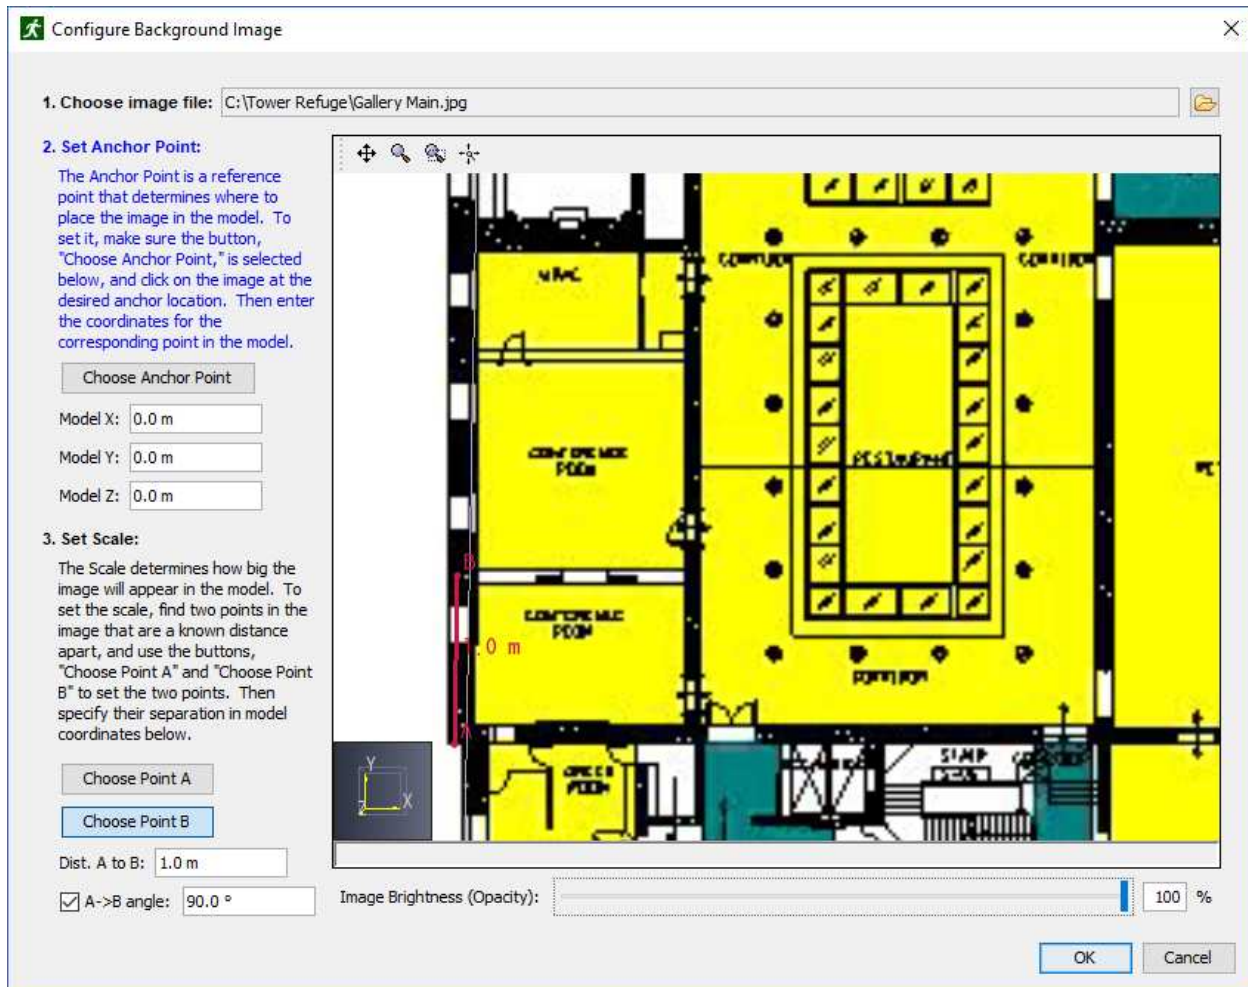 Configure Background Image
1. Choose image file: C:\Tower Refuge\Gallery Main.jpg
2. Set Anchor Point:
The Anchor Point is a reference
point that determines where to
place the image in the model. To
set it, make sure the button,
"Choose Anchor Point," is selected
below, and click on the image at the
desired anchor location. Then enter
the coordinates for the
corresponding point in the model.
Choose Anchor Point
Model X: 0.0 m
Model Y: 0.0 m
Model Z: 0.0 m
3. Set Scale:
The Scale determines how big the
image will appear in the model. To
set the scale, find two points in the
image that are a known distance
apart, and use the buttons,
"Choose Point A" and "Choose Point
B" to set the two points. Then
specify their separation in model
coordinates below.
Choose Point A
Choose Point B
Dist. A to B: 1.0 m
A->B angle: 90.0 °
B
1.0 m
A
Y
Z X
Image Brightness (Opacity): 100 %
OK Cancel